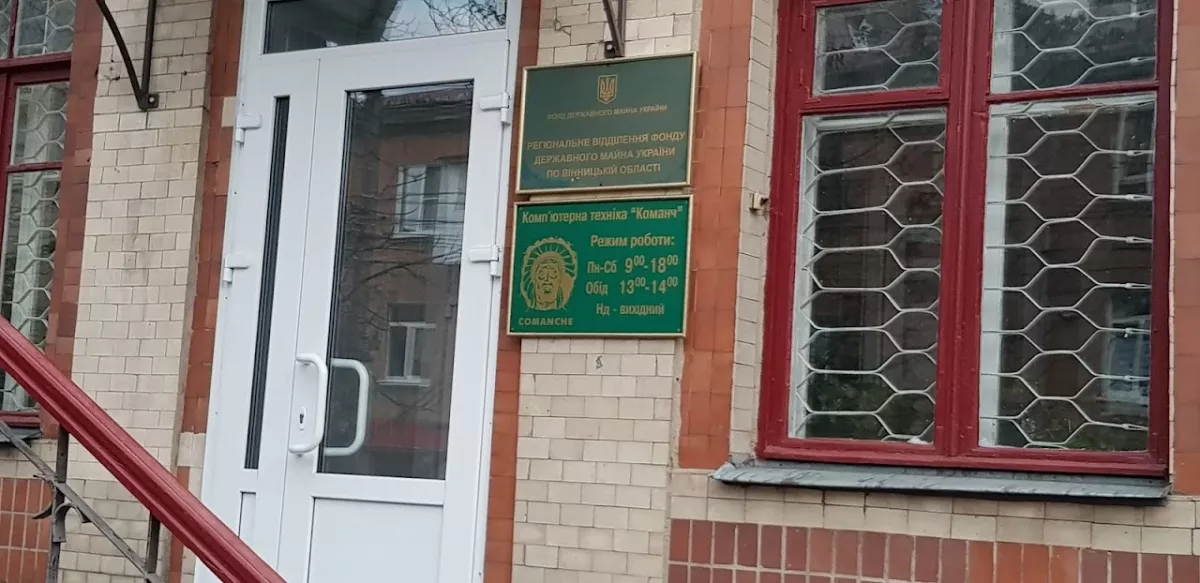 ФОНД ДЕРЖАВНОГО МАЙНА УКРАЇНИ
РЕГІОНАЛЬНЕ ВІДДІЛЕННЯ ФОНДУ
ДЕРЖАВНОГО МАЙНА УКРАЇНИ
ПО ВІННИЦЬКІЙ ОБЛАСТІ
Комп'ютерна техніка "Команч"
Режим роботи:
Пн-Сб 9⁰⁰-18⁰⁰
Обід 13⁰⁰-14⁰⁰
Нд - вихідний
COMANCHE